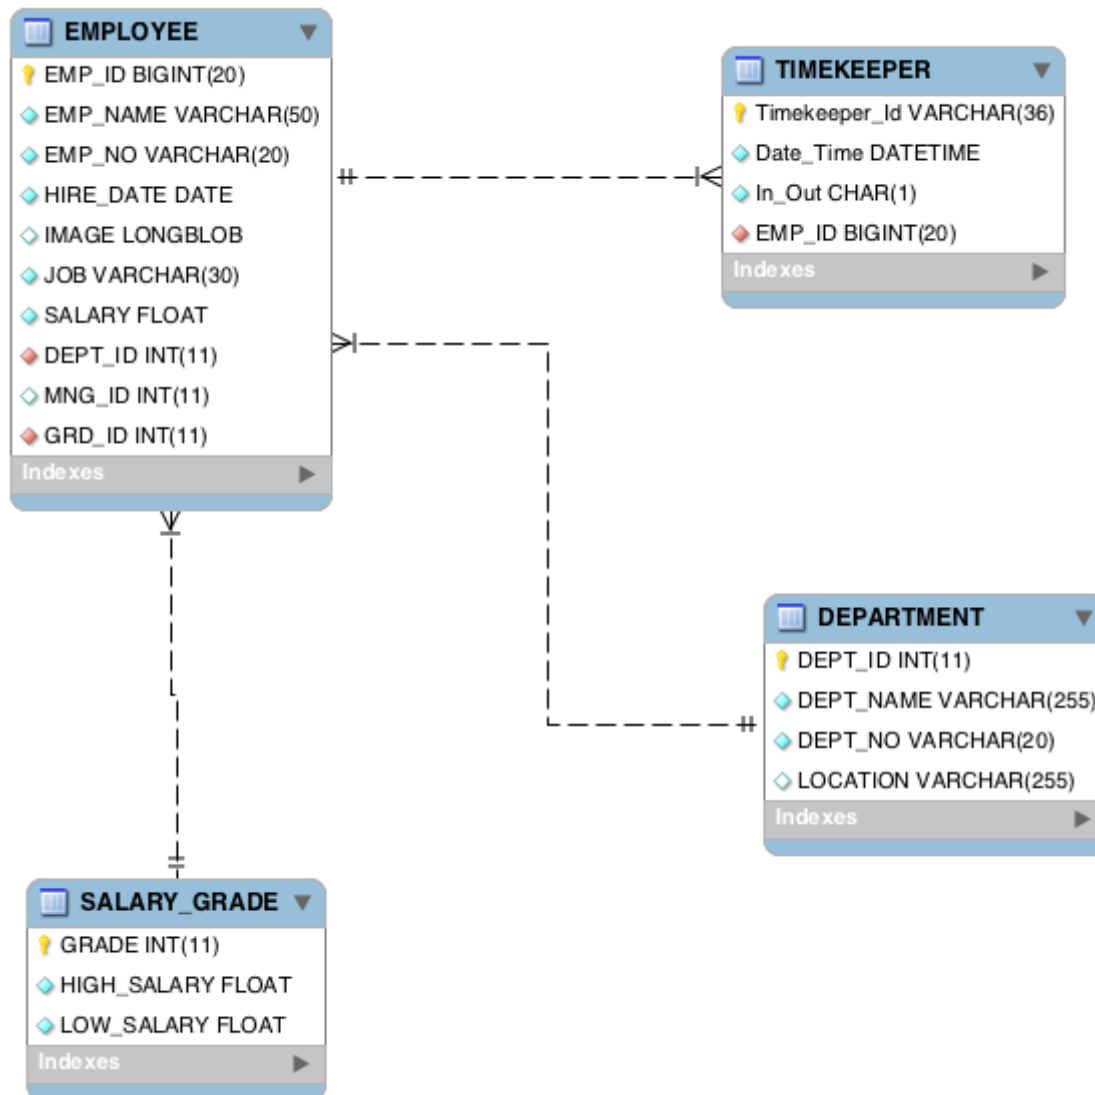 EMPLOYEE
EMP_ID BIGINT(20)
EMP_NAME VARCHAR(50)
EMP_NO VARCHAR(20)
HIRE_DATE DATE
IMAGE LONGBLOB
JOB VARCHAR(30)
SALARY FLOAT
DEPT_ID INT(11)
MNG_ID INT(11)
GRD_ID INT(11)
Indexes
TIMEKEEPER
Timekeeper_Id VARCHAR(36)
Date_Time DATETIME
In_Out CHAR(1)
EMP_ID BIGINT(20)
Indexes
DEPARTMENT
DEPT_ID INT(11)
DEPT_NAME VARCHAR(255)
DEPT_NO VARCHAR(20)
LOCATION VARCHAR(255)
Indexes
SALARY_GRADE
GRADE INT(11)
HIGH_SALARY FLOAT
LOW_SALARY FLOAT
Indexes